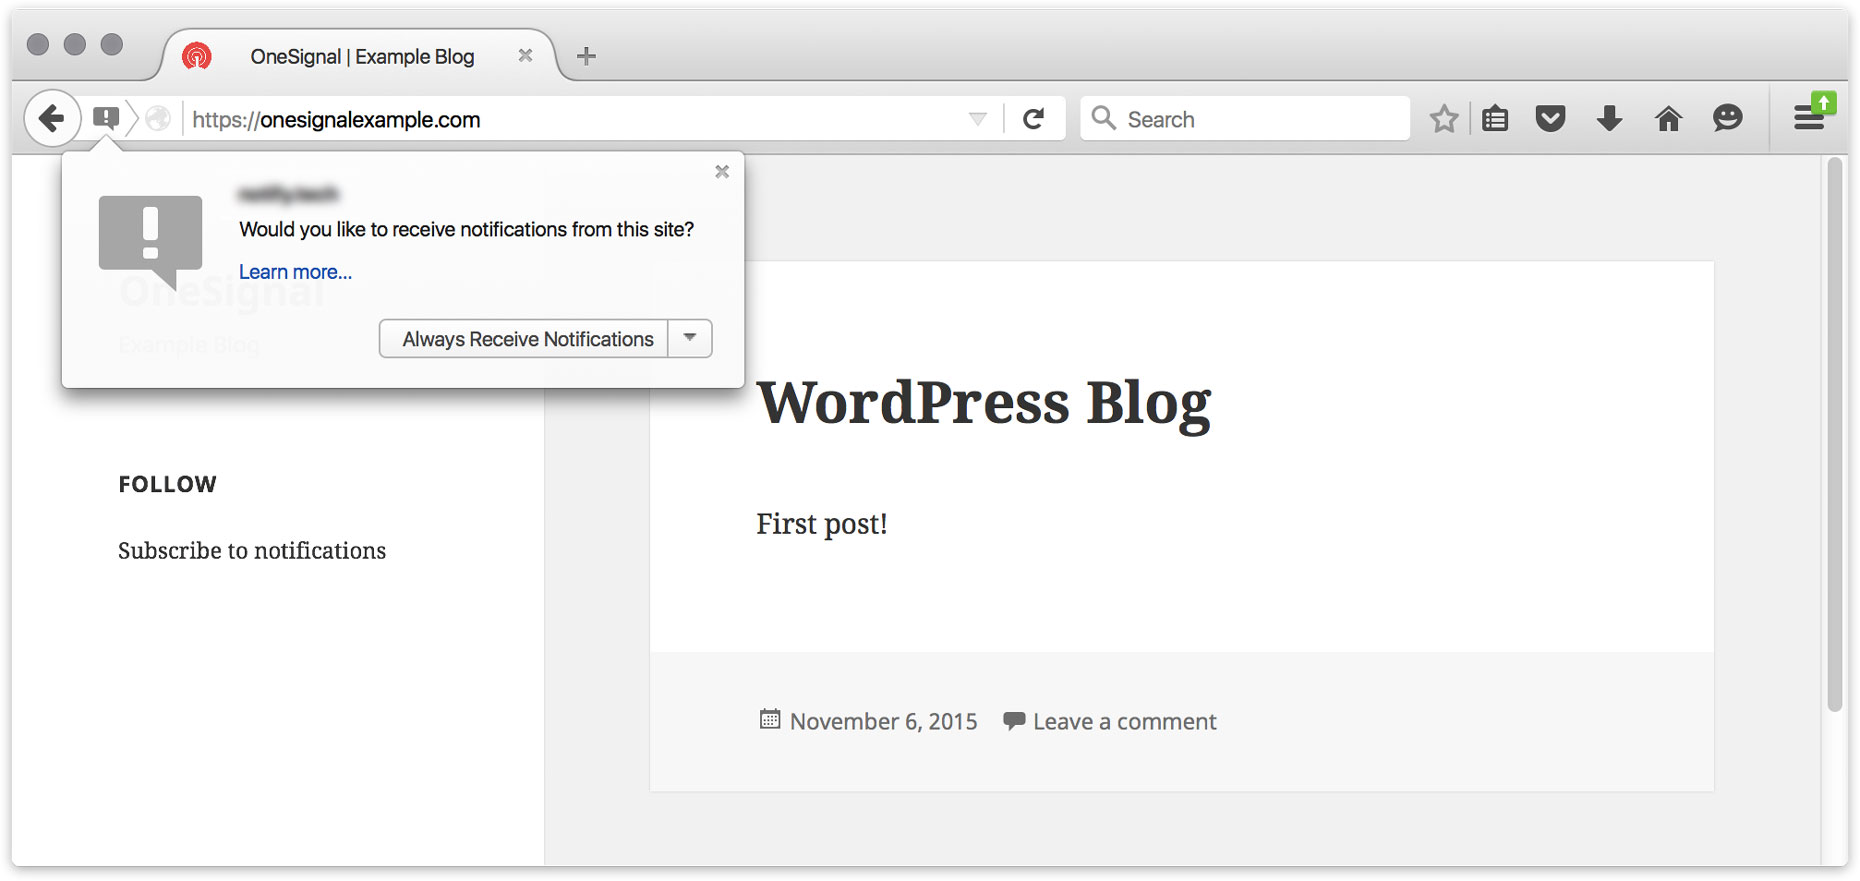 OneSignal | Example Blog
https://onesignalexample.com
Search
Would you like to receive notifications from this site?
Learn more...
OneSignal
Example Blog
Always Receive Notifications
FOLLOW
Subscribe to notifications
WordPress Blog
First post!
November 6, 2015
Leave a comment